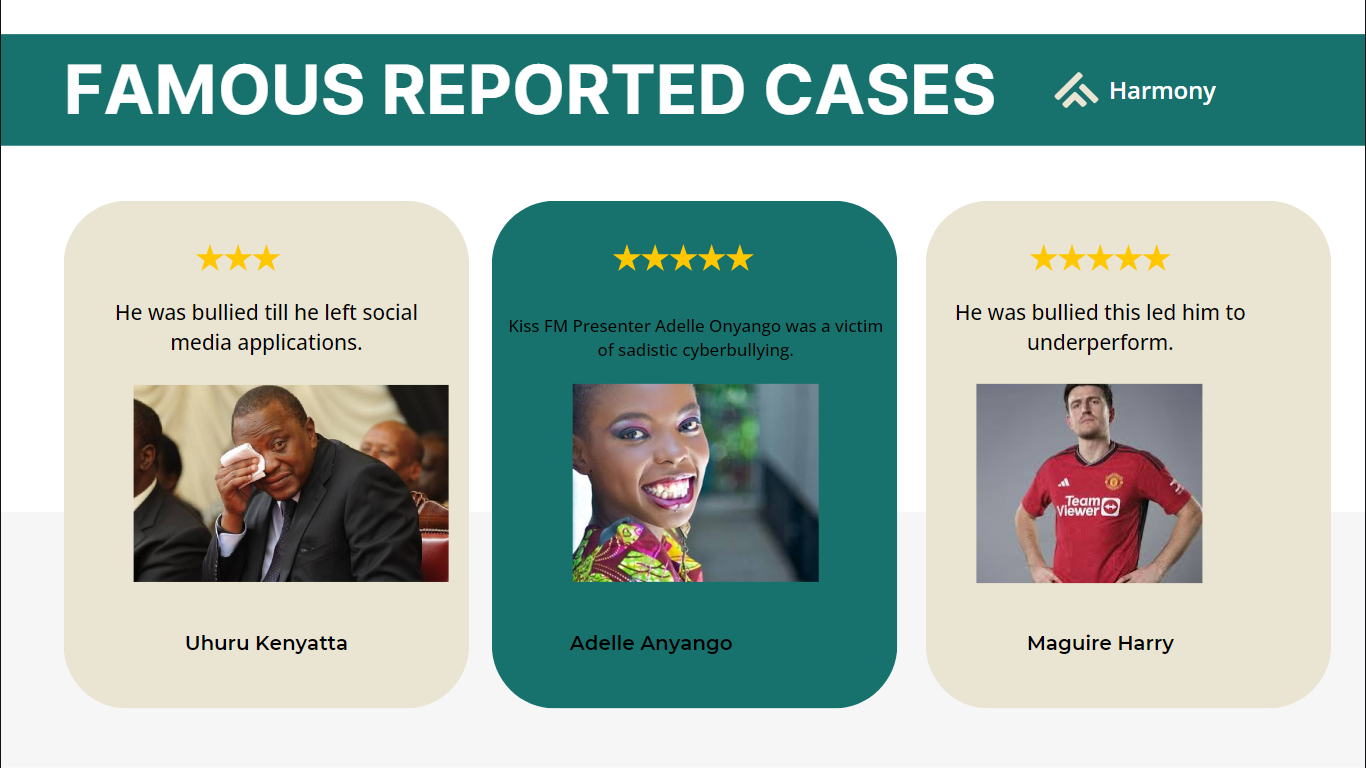 FAMOUS REPORTED CASES
Harmony
He was bullied till he left social
media applications.
Kiss FM Presenter Adelle Onyango was a victim
of sadistic cyberbullying.
He was bullied this led him to
underperform.
Team
Viewer
Uhuru Kenyatta
Adelle Anyango
Maguire Harry